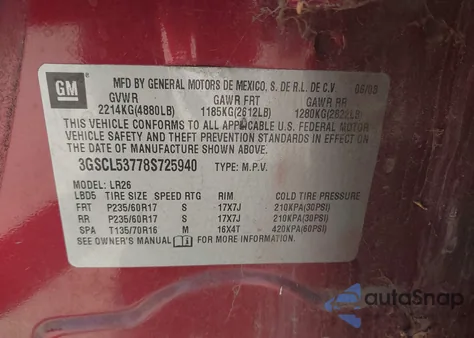 GM
MFD BY GENERAL MOTORS DE MEXICO, S. DE R.L. DE C.V 06/08
GVWR GAWR FRT GAWR RR
2214KG(4880LB) 1185KG(2612LB) 1280KG(2822LB)
THIS VEHICLE CONFORMS TO ALL APPLICABLE U.S. FEDERAL MOTOR
VEHICLE SAFETY AND THEFT PREVENTION STANDARDS IN EFFECT ON
THE DATE OF MANUFACTURE SHOWN ABOVE.
3GSCL53778S725940 TYPE: M.P.V.
MODEL: LR26
LBD5 TIRE SIZE SPEED RTG RIM COLD TIRE PRESSURE
FRT P235/60R17 S 17X7J 210KPA(30PSI)
RR P235/60R17 S 17X7J 210KPA(30PSI)
SPA T135/70R16 M 16X4T 420KPA(60PSI)
SEE OWNER'S MANUAL FOR MORE INFORMATION.
autoSnap